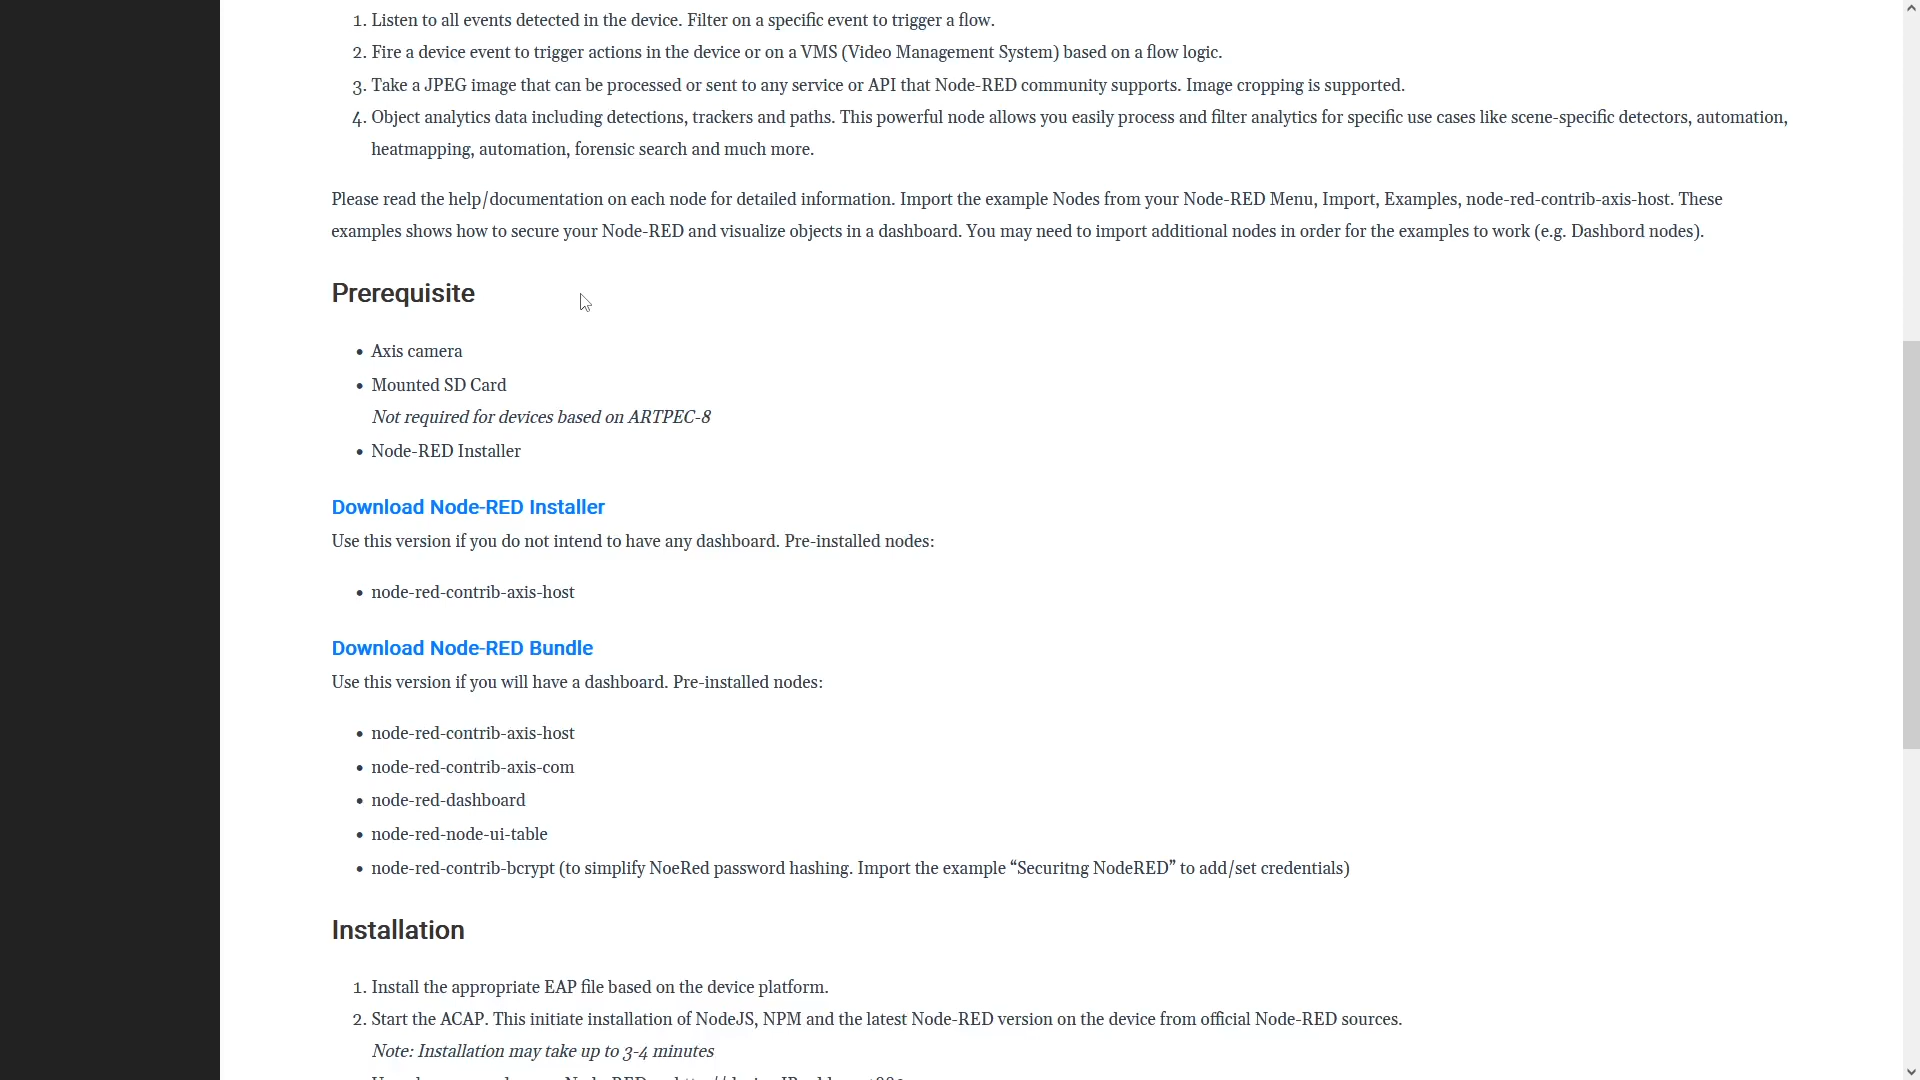 1. Listen to all events detected in the device. Filter on a specific event to trigger a flow.
2. Fire a device event to trigger actions in the device or on a VMS (Video Management System) based on a flow logic.
3. Take a JPEG image that can be processed or sent to any service or API that Node-RED community supports. Image cropping is supported.
4. Object analytics data including detections, trackers and paths. This powerful node allows you easily process and filter analytics for specific use cases like scene-specific detectors, automation,
heatmapping, automation, forensic search and much more.
Please read the help/documentation on each node for detailed information. Import the example Nodes from your Node-RED Menu, Import, Examples, node-red-contrib-axis-host. These
examples shows how to secure your Node-RED and visualize objects in a dashboard. You may need to import additional nodes in order for the examples to work (e.g. Dashbord nodes).
Prerequisite
• Axis camera
• Mounted SD Card
Not required for devices based on ARTPEC-8
• Node-RED Installer
Download Node-RED Installer
Use this version if you do not intend to have any dashboard. Pre-installed nodes:
• node-red-contrib-axis-host
Download Node-RED Bundle
Use this version if you will have a dashboard. Pre-installed nodes:
• node-red-contrib-axis-host
• node-red-contrib-axis-com
• node-red-dashboard
• node-red-node-ui-table
• node-red-contrib-bcrypt (to simplify NoeRed password hashing. Import the example “Securitng NodeRED” to add/set credentials)
Installation
1. Install the appropriate EAP file based on the device platform.
2. Start the ACAP. This initiate installation of NodeJS, NPM and the latest Node-RED version on the device from official Node-RED sources.
Note: Installation may take up to 3-4 minutes